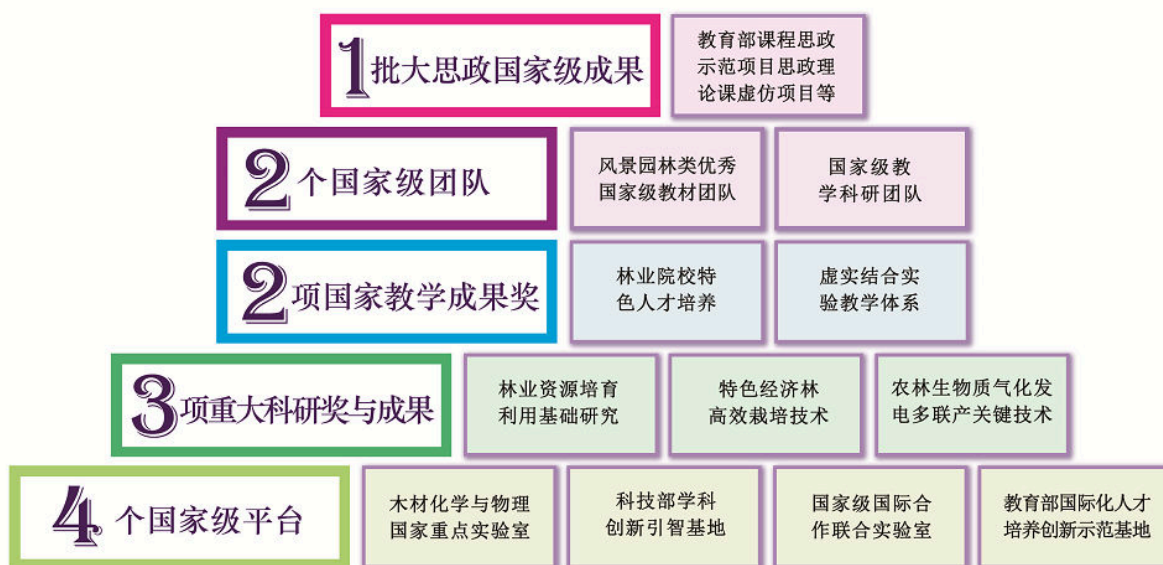 1批大思政国家级成果
教育部课程思政
示范项目思政理
论课虚仿项目等
2个国家级团队
风景园林类优秀
国家级教材团队
国家级教
学科研团队
2项国家教学成果奖
林业院校特
色人才培养
虚实结合实
验教学体系
3项重大科研奖与成果
林业资源培育
利用基础研究
特色经济林
高效栽培技术
农林生物质气化发
电多联产关键技术
4个国家级平台
木材化学与物理
国家重点实验室
科技部学科
创新引智基地
国家级国际合
作联合实验室
教育部国际化人才
培养创新示范基地